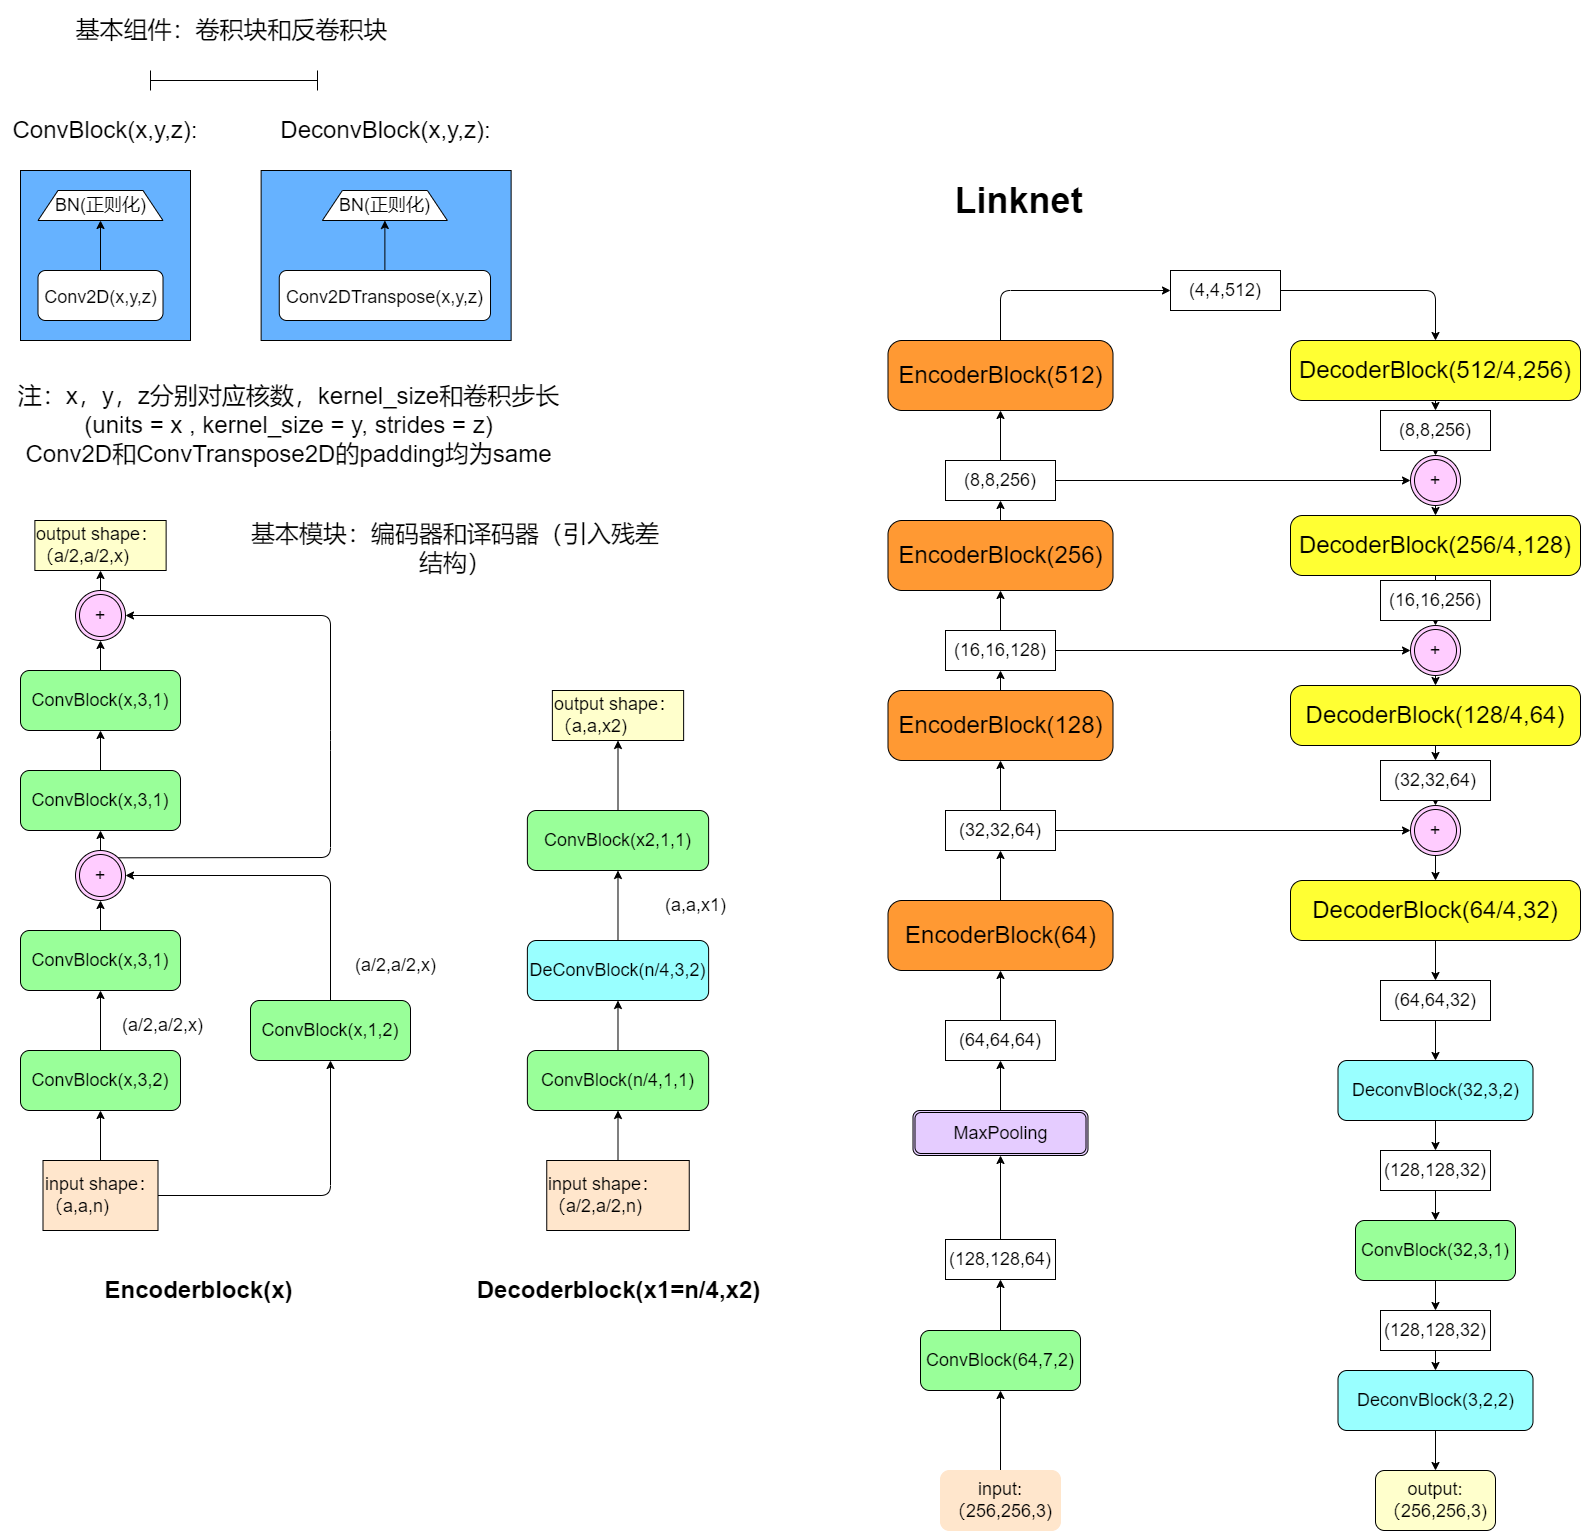 基本组件：卷积块和反卷积块
ConvBlock(x,y,z):
DeconvBlock(x,y,z):
BN(正则化)
Conv2D(x,y,z)
BN(正则化)
Conv2DTranspose(x,y,z)
注：x，y，z分别对应核数，kernel_size和卷积步长
(units = x , kernel_size = y, strides = z)
Conv2D和ConvTranspose2D的padding均为same
基本模块：编码器和译码器（引入残差
结构）
output shape：
（a/2,a/2,x)
+
ConvBlock(x,3,1)
ConvBlock(x,3,1)
+
ConvBlock(x,3,1)
(a/2,a/2,x)
(a/2,a/2,x)
ConvBlock(x,1,2)
ConvBlock(x,3,2)
input shape：
（a,a,n)
Encoderblock(x)
output shape：
（a,a,x2)
ConvBlock(x2,1,1)
(a,a,x1)
DeConvBlock(n/4,3,2)
ConvBlock(n/4,1,1)
input shape：
（a/2,a/2,n)
Decoderblock(x1=n/4,x2)
Linknet
(4,4,512)
EncoderBlock(512)
(8,8,256)
EncoderBlock(256)
(16,16,128)
EncoderBlock(128)
(32,32,64)
EncoderBlock(64)
(64,64,64)
MaxPooling
(128,128,64)
ConvBlock(64,7,2)
input:
（256,256,3)
DecoderBlock(512/4,256)
(8,8,256)
+
DecoderBlock(256/4,128)
(16,16,256)
+
DecoderBlock(128/4,64)
(32,32,64)
+
DecoderBlock(64/4,32)
(64,64,32)
DeconvBlock(32,3,2)
(128,128,32)
ConvBlock(32,3,1)
(128,128,32)
DeconvBlock(3,2,2)
output:
（256,256,3)